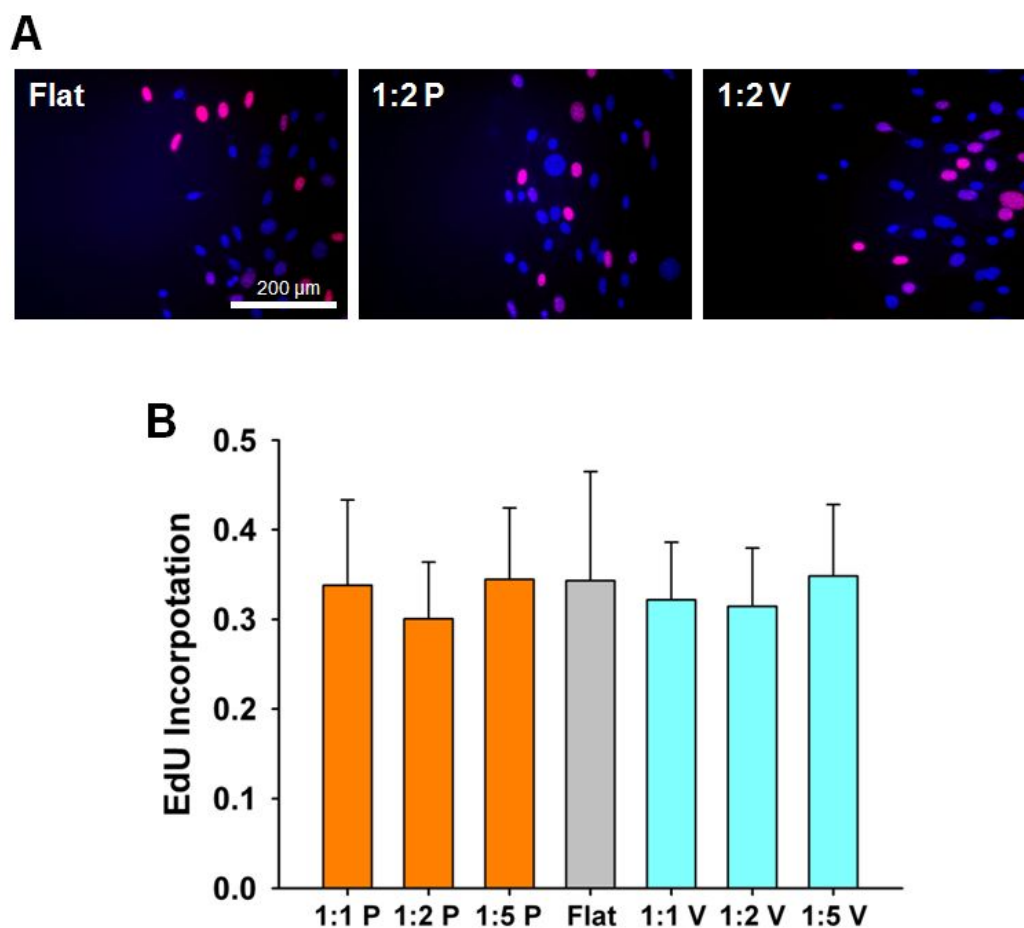 A
Flat
1:2 P
1:2 V
200 µm
B
EdU Incorpotation
0.5
0.4
0.3
0.2
0.1
0.0
1:1 P 1:2 P 1:5 P Flat 1:1 V 1:2 V 1:5 V